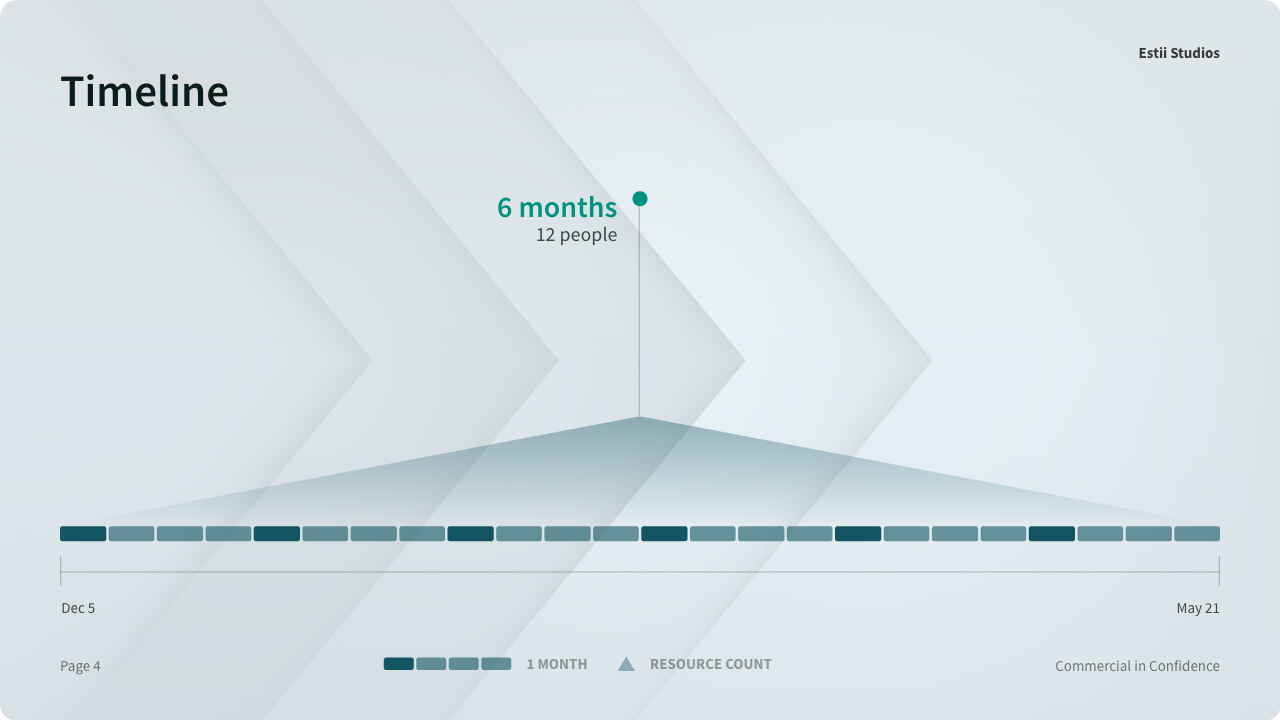 Estii Studios
Timeline
6 months
12 people
Dec 5
May 21
Page 4
1 MONTH
RESOURCE COUNT
Commercial in Confidence